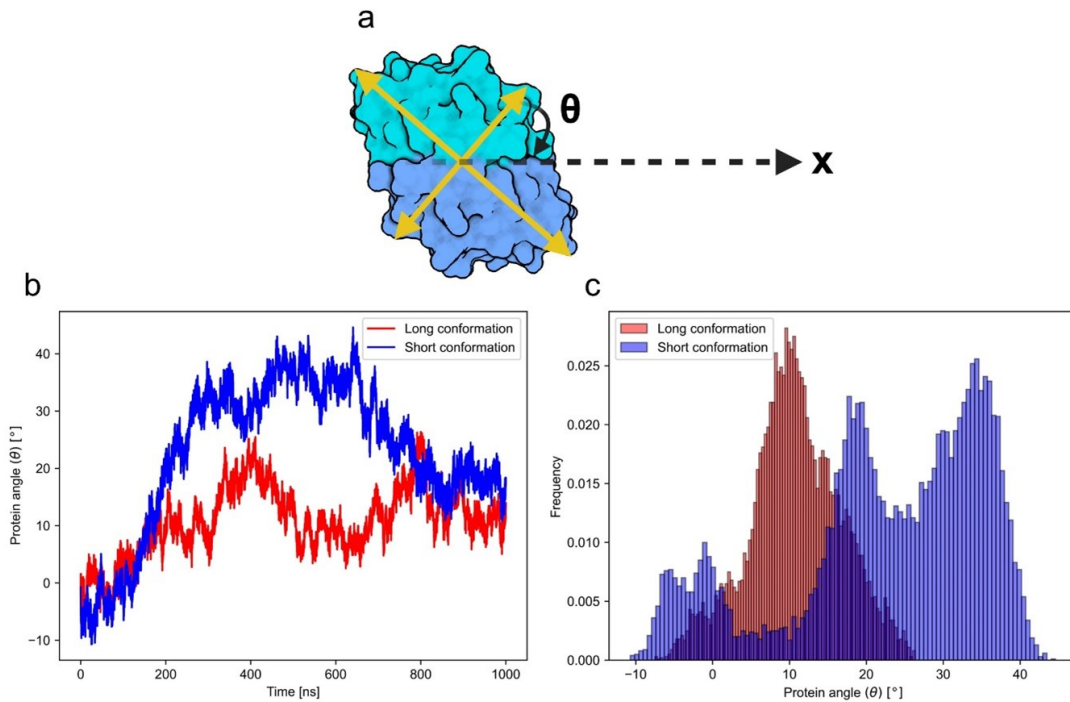 a
θ
x
b
c
Long conformation
Short conformation
Protein angle (θ) [°]
40
30
20
10
0
−10
0
200
400
600
800
1000
Time [ns]
Long conformation
Short conformation
Frequency
0.025
0.020
0.015
0.010
0.005
0.000
−10
0
10
20
30
40
Protein angle (θ) [°]